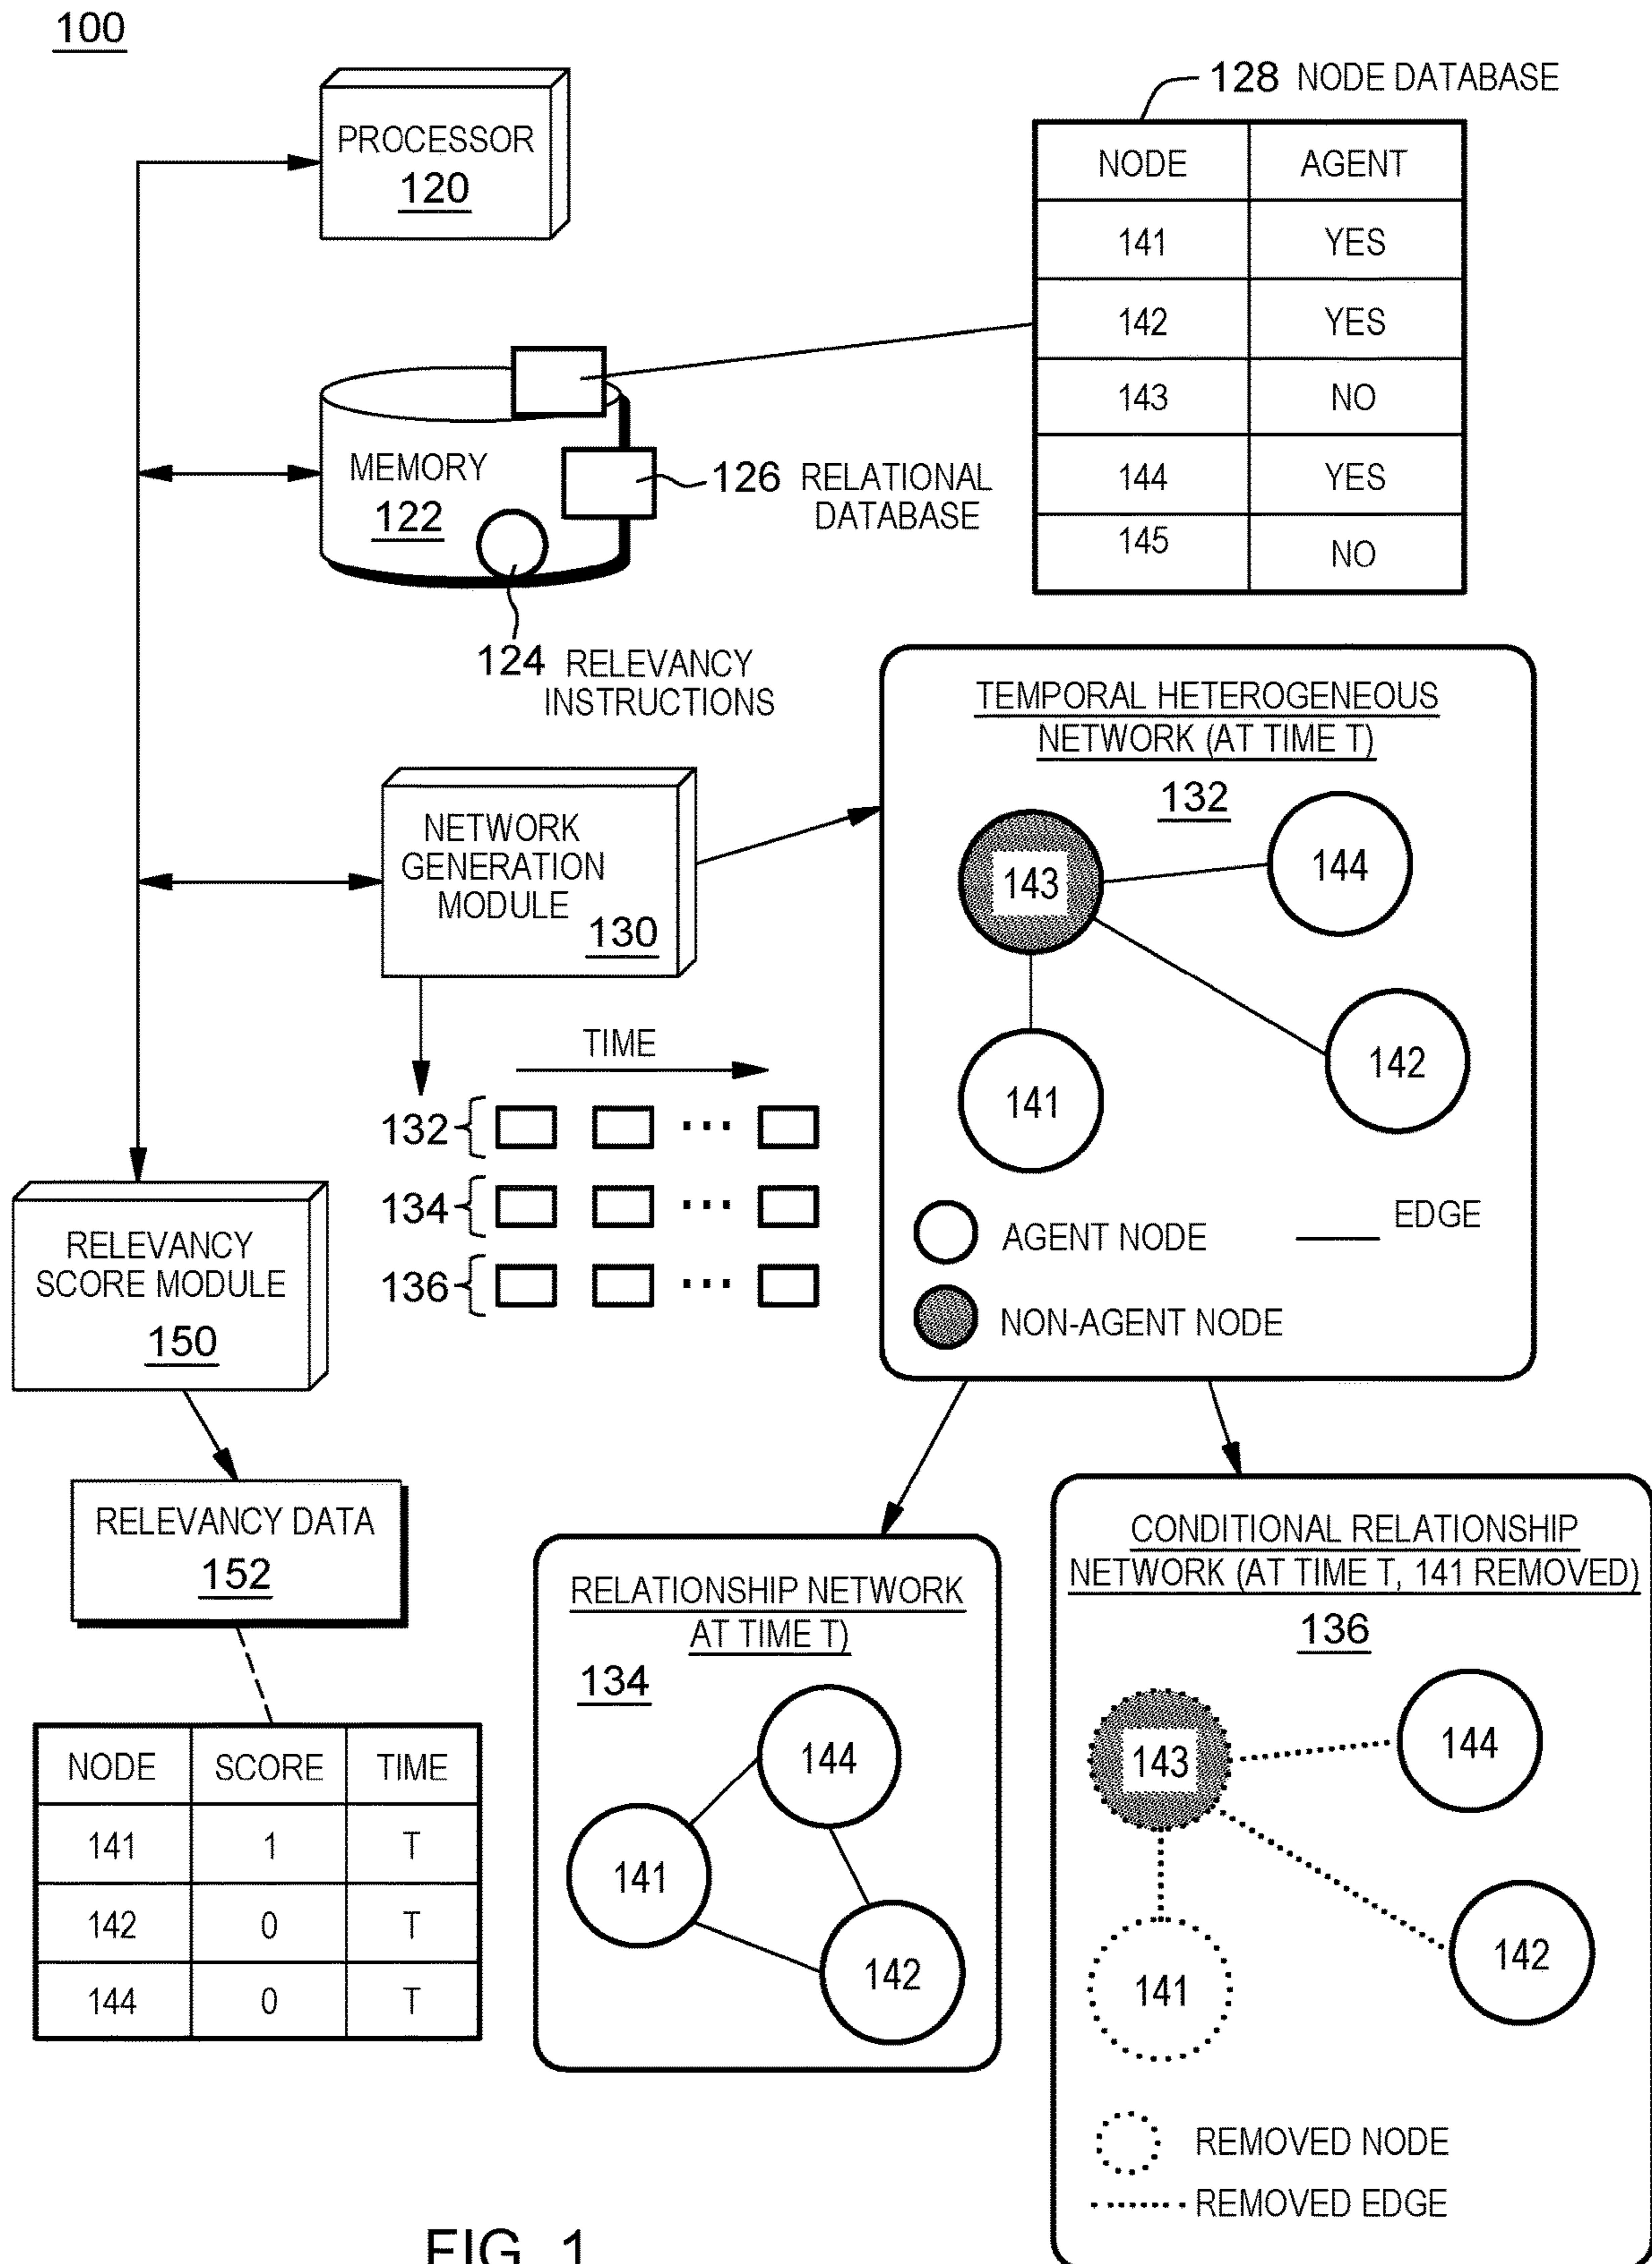 100
PROCESSOR
120
128 NODE DATABASE
NODE AGENT
141 YES
142 YES
143 NO
144 YES
145 NO
MEMORY
122
126 RELATIONAL
DATABASE
124 RELEVANCY
INSTRUCTIONS
NETWORK
GENERATION
MODULE
130
TEMPORAL HETEROGENEOUS
NETWORK (AT TIME T)
132
143
144
142
141
AGENT NODE
EDGE
NON-AGENT NODE
TIME
132 ...
134 ...
136 ...
RELEVANCY
SCORE MODULE
150
RELEVANCY DATA
152
NODE SCORE TIME
141 1 T
142 0 T
144 0 T
RELATIONSHIP NETWORK
AT TIME T)
134
144
141
142
CONDITIONAL RELATIONSHIP
NETWORK (AT TIME T, 141 REMOVED)
136
143
144
142
141
REMOVED NODE
REMOVED EDGE
FIG. 1